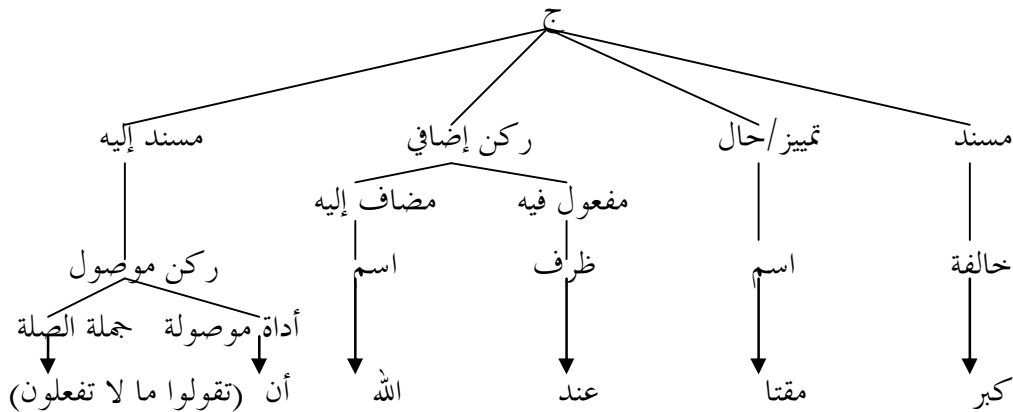 ج
مسند تمييز/حال ركن إضافي مسند إليه
مفعول فيه مضاف إليه
خالفة اسم ظرف اسم ركن موصول
أداة موصولة جملة الصلة
كبر مقتا عند الله أن (تقولوا ما لا تفعلون)